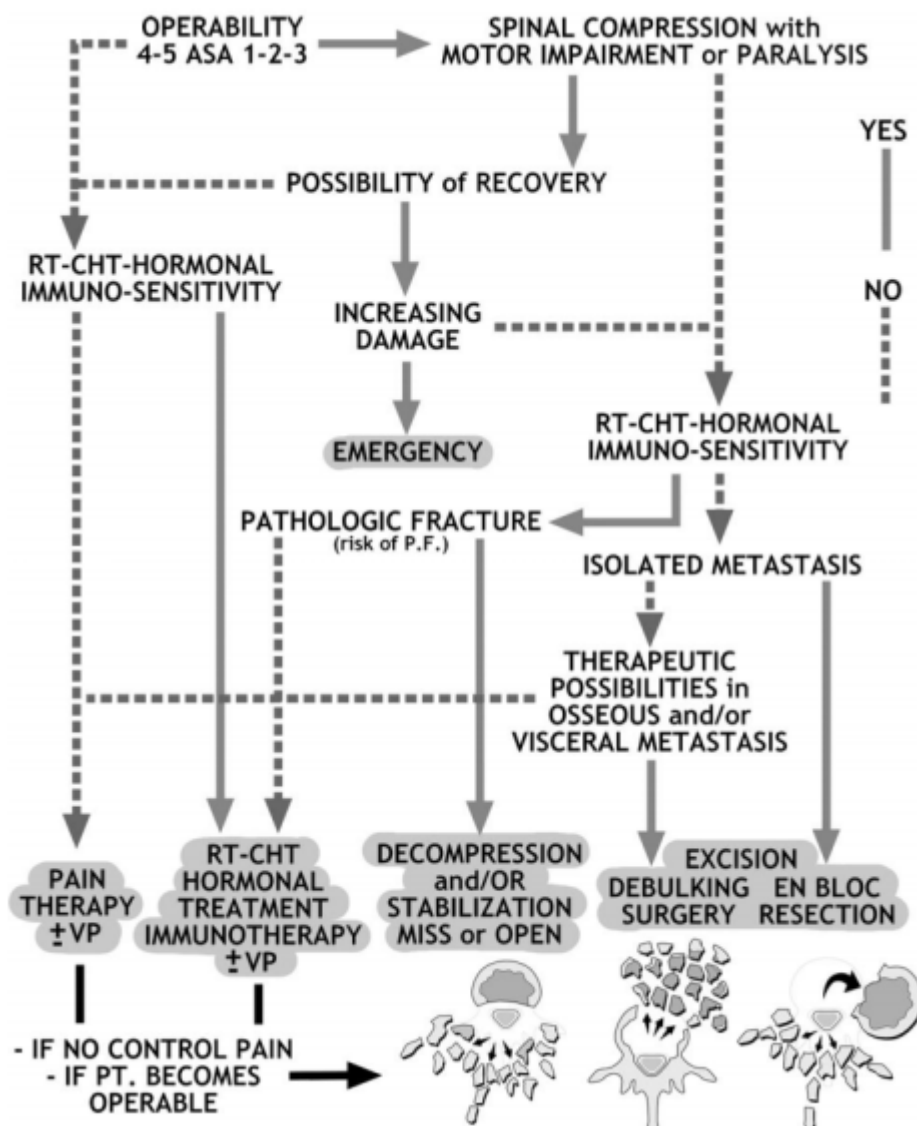 OPERABILITY
4-5 ASA 1-2-3
SPINAL COMPRESSION with
MOTOR IMPAIRMENT or PARALYSIS
YES
POSSIBILITY of RECOVERY
RT-CHT-HORMONAL
IMMUNO-SENSITIVITY
NO
INCREASING
DAMAGE
RT-CHT-HORMONAL
IMMUNO-SENSITIVITY
EMERGENCY
PATHOLOGIC FRACTURE
(risk of P.F.)
ISOLATED METASTASIS
THERAPEUTIC
POSSIBILITIES in
OSSEOUS and/or
VISCERAL METASTASIS
PAIN
THERAPY
±VP
RT-CHT
HORMONAL
TREATMENT
IMMUNOTHERAPY
±VP
DECOMPRESSION
and/OR
STABILIZATION
MISS or OPEN
EXCISION
DEBULKING
SURGERY
EN BLOC
RESECTION
- IF NO CONTROL PAIN
- IF PT. BECOMES
OPERABLE